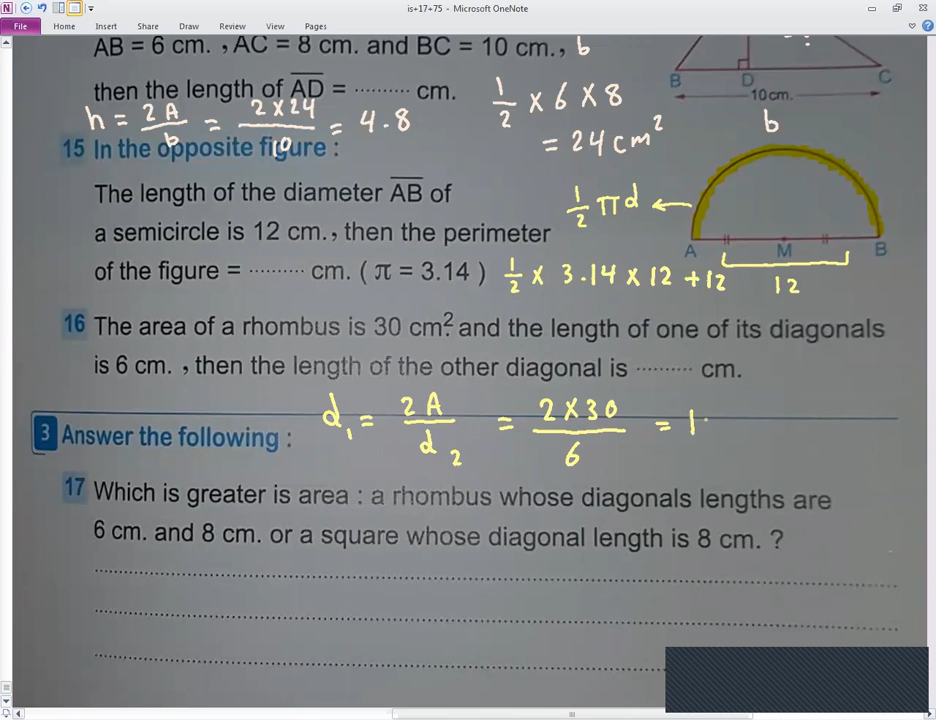 is+17+75 - Microsoft OneNote
File Home Insert Share Draw Review View Pages
AB = 6 cm. , AC = 8 cm. and BC = 10 cm. , b
then the length of AD = ·········· cm.
1/2 × 6 × 8
= 24 cm²
h = 2A/b = 2×24/10 = 4.8
B D C
10cm.
b
15 In the opposite figure :
The length of the diameter AB of
a semicircle is 12 cm. , then the perimeter
of the figure = ·········· cm. ( π = 3.14 )
1/2 πd ←
A M B
1/2 × 3.14 × 12 + 12
12
16 The area of a rhombus is 30 cm² and the length of one of its diagonals
is 6 cm. , then the length of the other diagonal is ·········· cm.
d₁ = 2A/d₂ = 2×30/6 = 1
3 Answer the following :
17 Which is greater is area : a rhombus whose diagonals lengths are
6 cm. and 8 cm. or a square whose diagonal length is 8 cm. ?